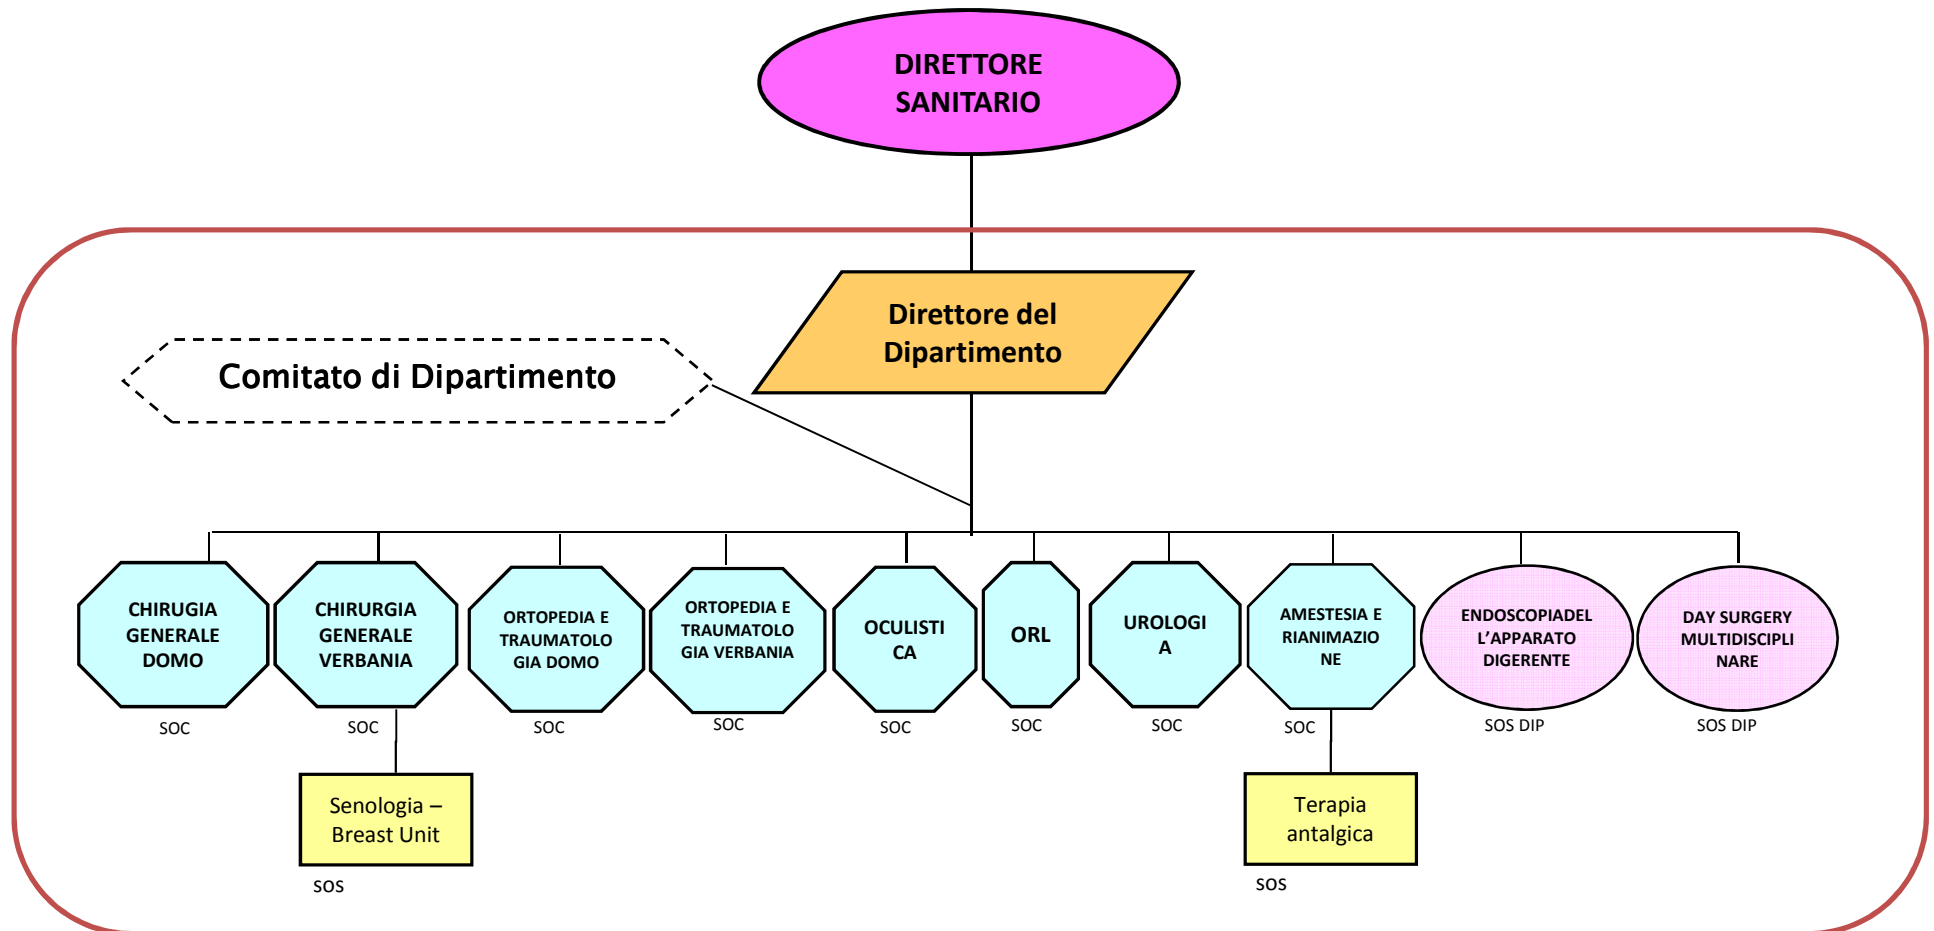 DIRETTORE
SANITARIO
Direttore del
Dipartimento
Comitato di Dipartimento
CHIRUGIA
GENERALE
DOMO
SOC
CHIRURGIA
GENERALE
VERBANIA
SOC
ORTOPEDIA E
TRAUMATOLO
GIA DOMO
SOC
ORTOPEDIA E
TRAUMATOLO
GIA VERBANIA
SOC
OCULISTI
CA
SOC
ORL
SOC
UROLOGI
A
SOC
AMESTESIA E
RIANIMAZIO
NE
SOC
ENDOSCOPIADEL
L’APPARATO
DIGERENTE
SOS DIP
DAY SURGERY
MULTIDISCIPLI
NARE
SOS DIP
Senologia –
Breast Unit
sos
Terapia
antalgica
sos